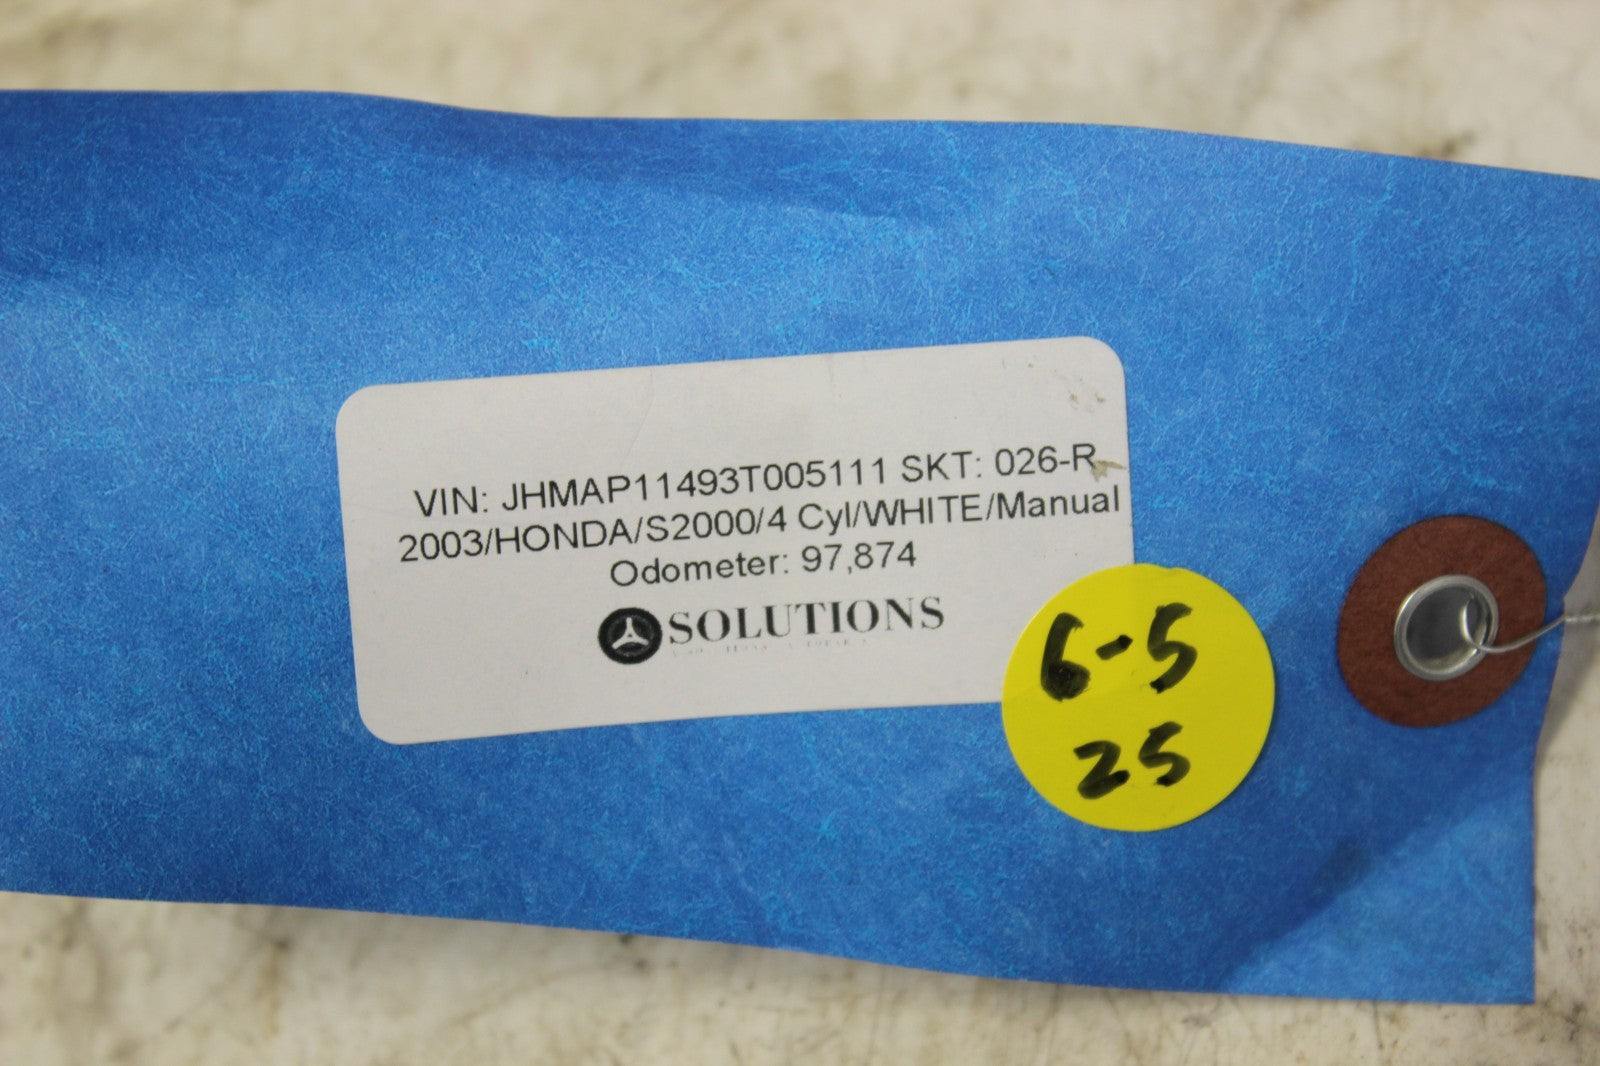 VIN: JHMAP11493T005111 SKT: 026-R
2003/HONDA/S2000/4 Cyl/WHITE/Manual
Odometer: 97,874
SOLUTIONS
6-5
25